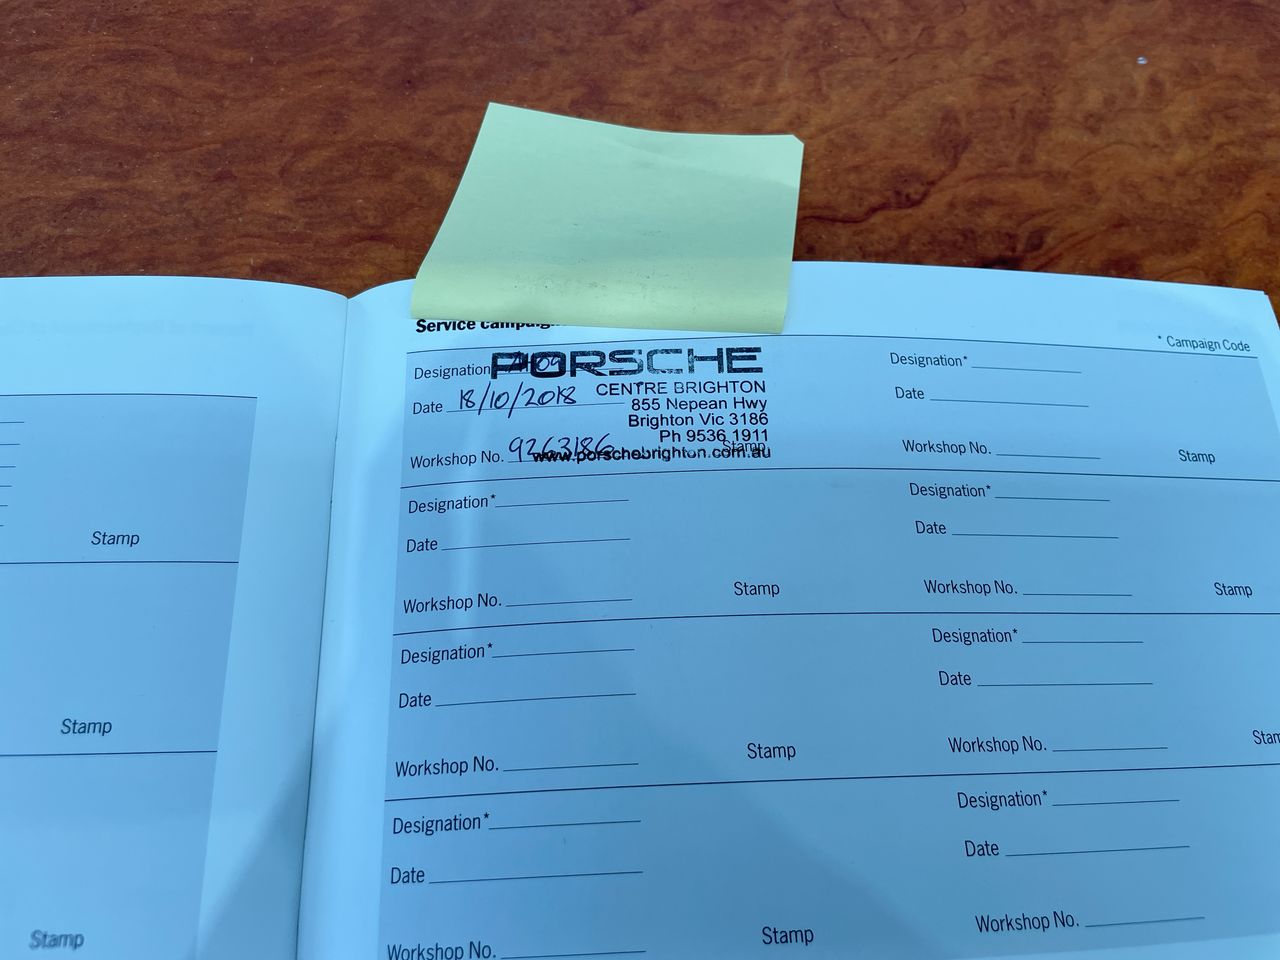 Service
* Campaign Code
Designation
PORSCHE
Designation*
Date 18/10/2018
CENTRE BRIGHTON
855 Nepean Hwy
Brighton Vic 3186
Ph 9536 1911
www.porschebrighton.com.au
Date
Workshop No. 9263186
Stamp
Workshop No.
Stamp
Designation*
Designation*
Date
Date
Stamp
Workshop No.
Stamp
Workshop No.
Stamp
Designation*
Designation*
Date
Date
Stamp
Workshop No.
Stamp
Workshop No.
Stam
Designation*
Designation*
Date
Date
Stamp
Workshop No.
Stamp
Workshop No.